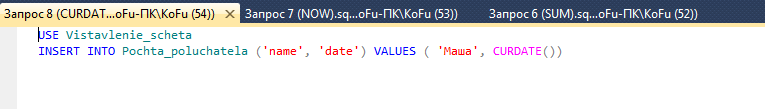 Запрос 8 (CURDAT...oFu-ПК\KoFu (54))* Запрос 7 (NOW).sq...oFu-ПК\KoFu (53)) Запрос 6 (SUM).sq...oFu-ПК\KoFu (52))
USE Vistavlenie_scheta
INSERT INTO Pochta_poluchatela ('name', 'date') VALUES ( 'Маша', CURDATE())